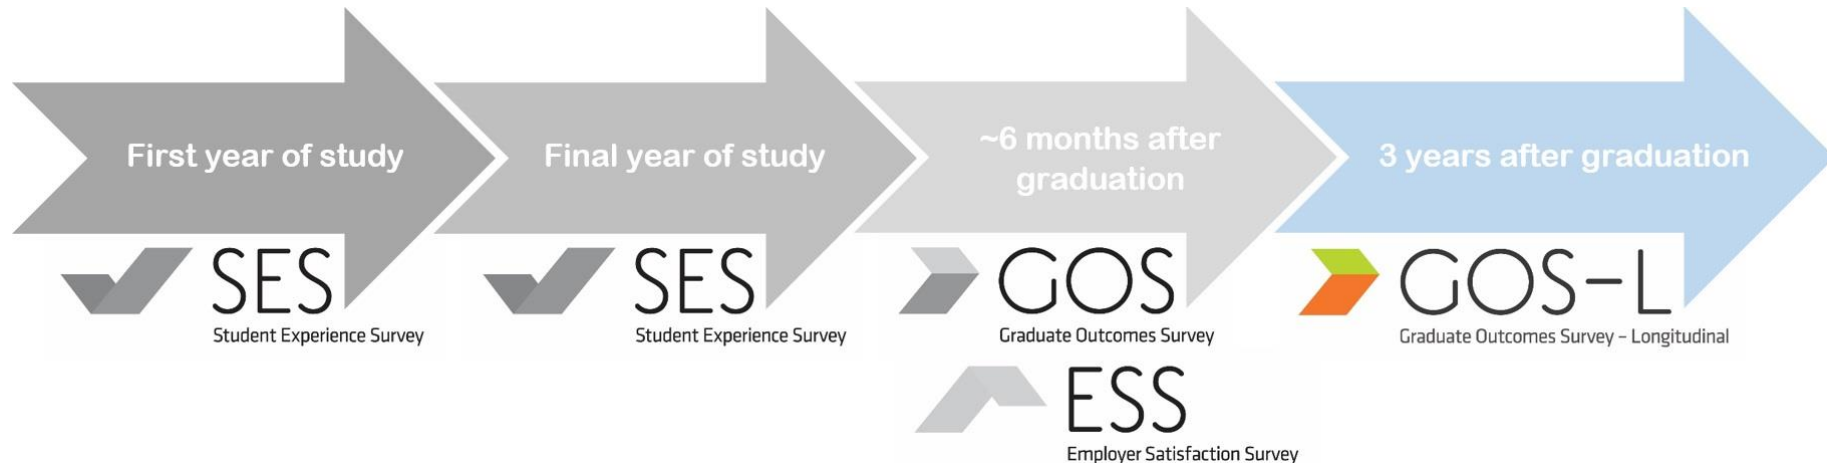 First year of study
Final year of study
~6 months after
graduation
3 years after graduation
SES
Student Experience Survey
SES
Student Experience Survey
GOS
Graduate Outcomes Survey
GOS-L
Graduate Outcomes Survey – Longitudinal
ESS
Employer Satisfaction Survey